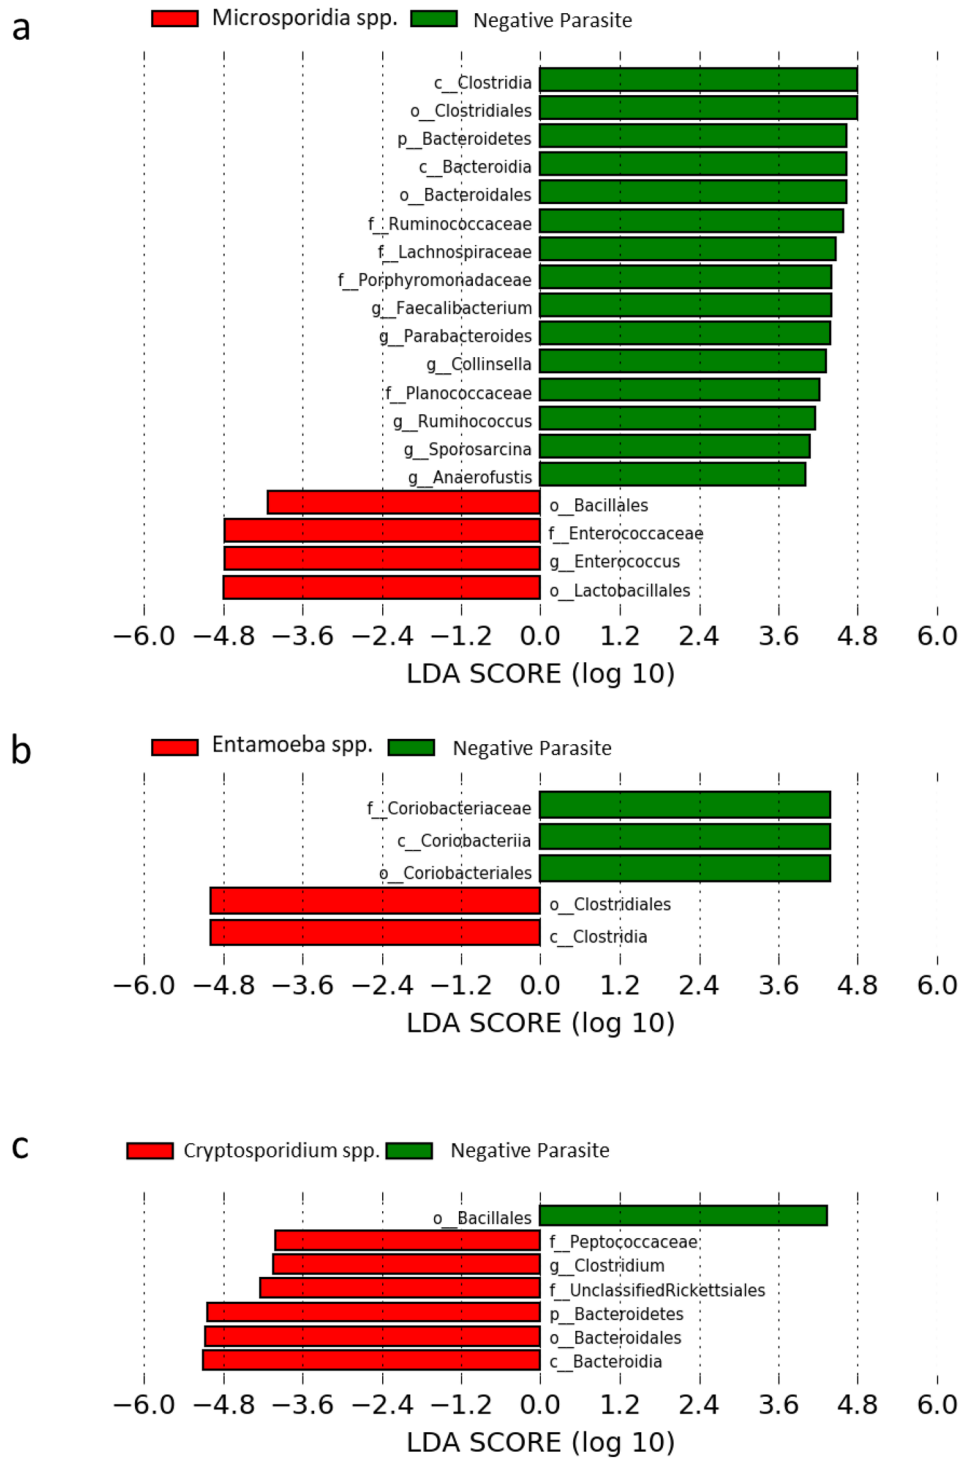 a
Microsporidia spp. Negative Parasite
c__Clostridia
o__Clostridiales
p__Bacteroidetes
c__Bacteroidia
o__Bacteroidales
f__Ruminococcaceae
f__Lachnospiraceae
f__Porphyromonadaceae
g__Faecalibacterium
g__Parabacteroides
g__Collinsella
f__Planococcaceae
g__Ruminococcus
g__Sporosarcina
g__Anaerofustis
o__Bacillales
f__Enterococcaceae
g__Enterococcus
o__Lactobacillales
−6.0 −4.8 −3.6 −2.4 −1.2 0.0 1.2 2.4 3.6 4.8 6.0
LDA SCORE (log 10)
b
Entamoeba spp. Negative Parasite
f__Coriobacteriaceae
c__Coriobacteriia
o__Coriobacteriales
o__Clostridiales
c__Clostridia
−6.0 −4.8 −3.6 −2.4 −1.2 0.0 1.2 2.4 3.6 4.8 6.0
LDA SCORE (log 10)
c
Cryptosporidium spp. Negative Parasite
o__Bacillales
f__Peptococcaceae
g__Clostridium
f__UnclassifiedRickettsiales
p__Bacteroidetes
o__Bacteroidales
c__Bacteroidia
−6.0 −4.8 −3.6 −2.4 −1.2 0.0 1.2 2.4 3.6 4.8 6.0
LDA SCORE (log 10)